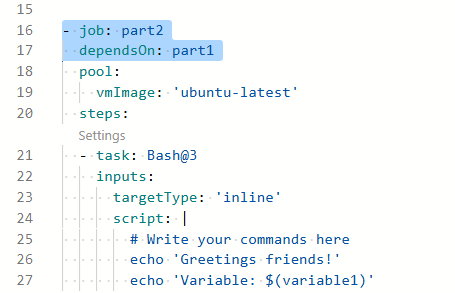 15
16 - job: part2
17   dependsOn: part1
18   pool:
19     vmImage: 'ubuntu-latest'
20   steps:
Settings
21   - task: Bash@3
22     inputs:
23       targetType: 'inline'
24       script: |
25         # Write your commands here
26         echo 'Greetings friends!'
27         echo 'Variable: $(variable1)'